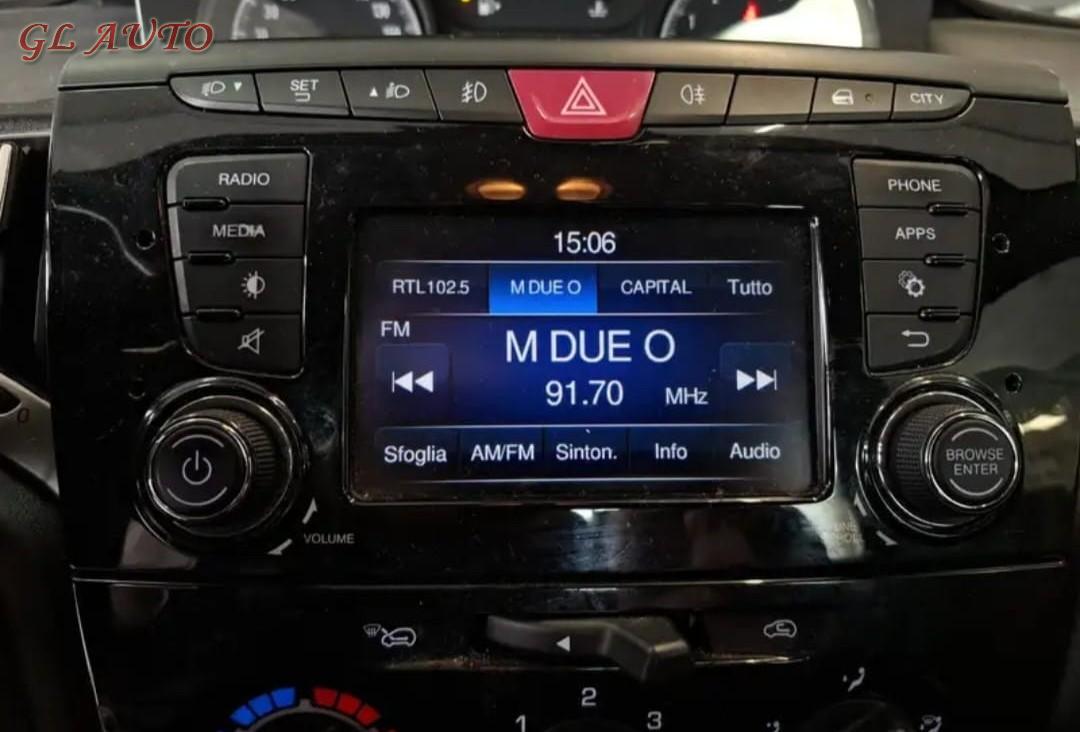 GL AUTO
SET
CITY
RADIO
PHONE
MEDIA
APPS
15:06
RTL102.5 M DUE O CAPITAL Tutto
FM
M DUE O
91.70 MHz
Sfoglia AM/FM Sinton. Info Audio
BROWSE
ENTER
VOLUME
2
1 3
0